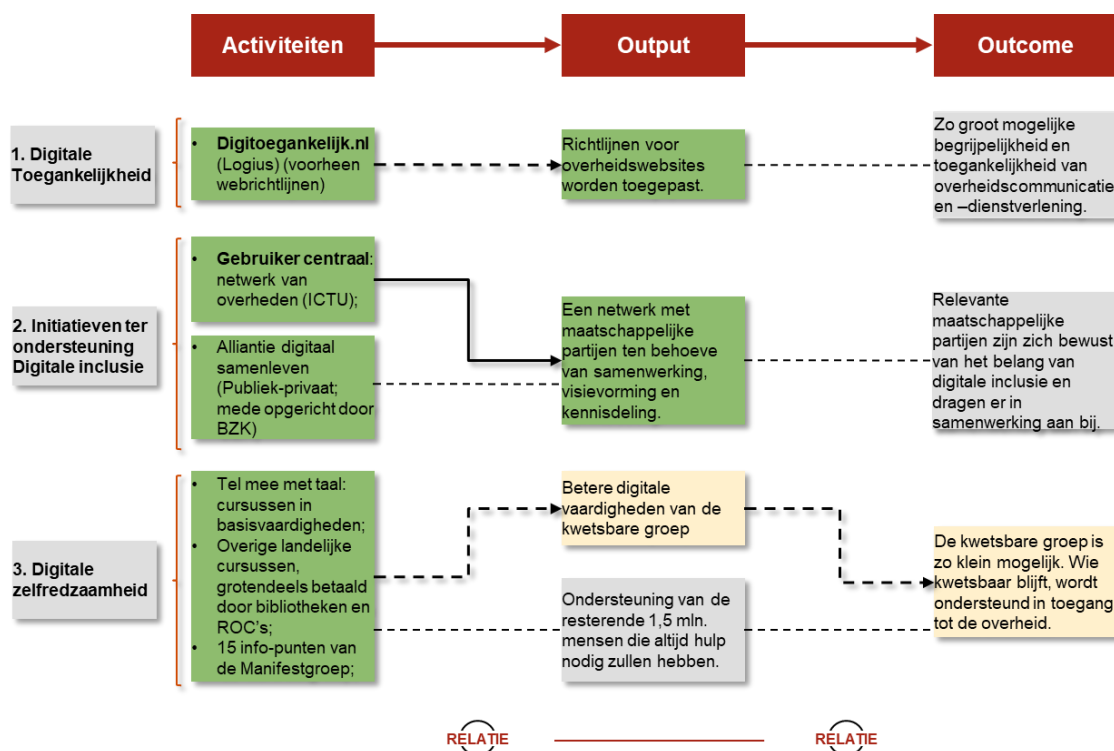 Activiteiten
Output
Outcome
1. Digitale
Toegankelijkheid
• Digitoegankelijk.nl
(Logius) (voorheen
webrichtlijnen)
Richtlijnen voor
overheidswebsites
worden toegepast.
Zo groot mogelijke
begrijpelijkheid en
toegankelijkheid van
overheidscommunicatie
en –dienstverlening.
2. Initiatieven ter
ondersteuning
Digitale inclusie
• Gebruiker centraal:
netwerk van
overheden (ICTU);
• Alliantie digitaal
samenleven
(Publiek-privaat;
mede opgericht door
BZK)
Een netwerk met
maatschappelijke
partijen ten behoeve
van samenwerking,
visievorming en
kennisdeling.
Relevante
maatschappelijke
partijen zijn zich bewust
van het belang van
digitale inclusie en
dragen er in
samenwerking aan bij.
3. Digitale
zelfredzaamheid
• Tel mee met taal:
cursussen in
basisvaardigheden;
• Overige landelijke
cursussen,
grotendeels betaald
door bibliotheken en
ROC's;
• 15 info-punten van
de Manifestgroep;
Betere digitale
vaardigheden van de
kwetsbare groep
Ondersteuning van de
resterende 1,5 mln.
mensen die altijd hulp
nodig zullen hebben.
De kwetsbare groep is
zo klein mogelijk. Wie
kwetsbaar blijft, wordt
ondersteund in toegang
tot de overheid.
RELATIE
RELATIE